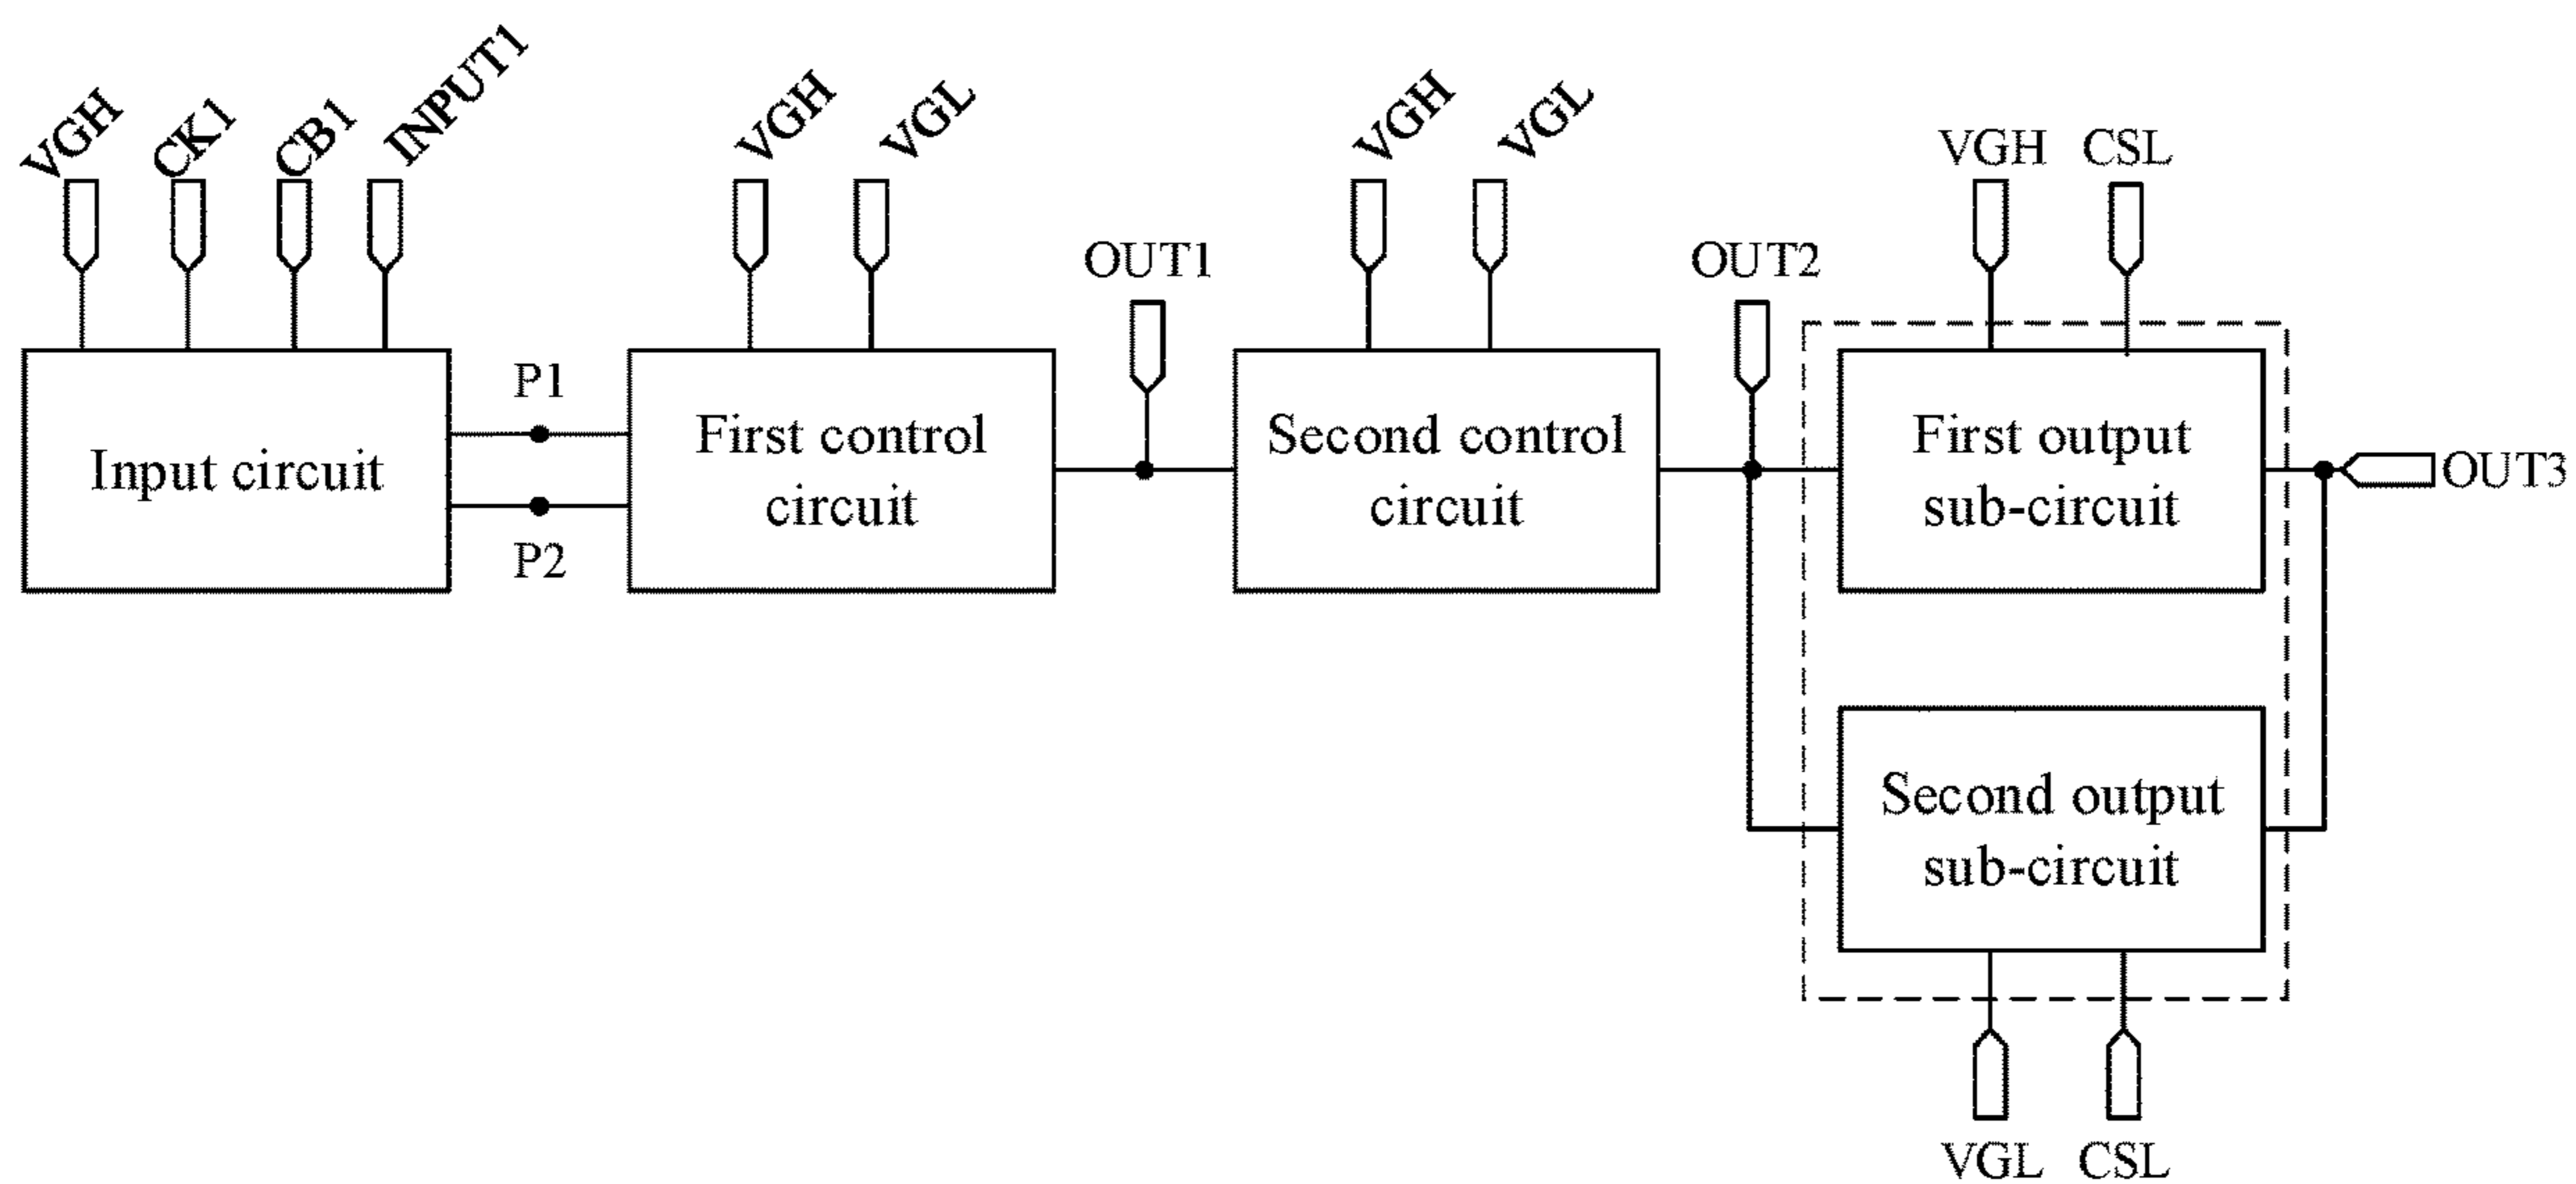 VGH
CK1
CB1
INPUT1
VGH
VGL
VGH
VGL
VGH
CSL
OUT1
OUT2
P1
P2
Input circuit
First control
circuit
Second control
circuit
First output
sub-circuit
OUT3
Second output
sub-circuit
VGL
CSL